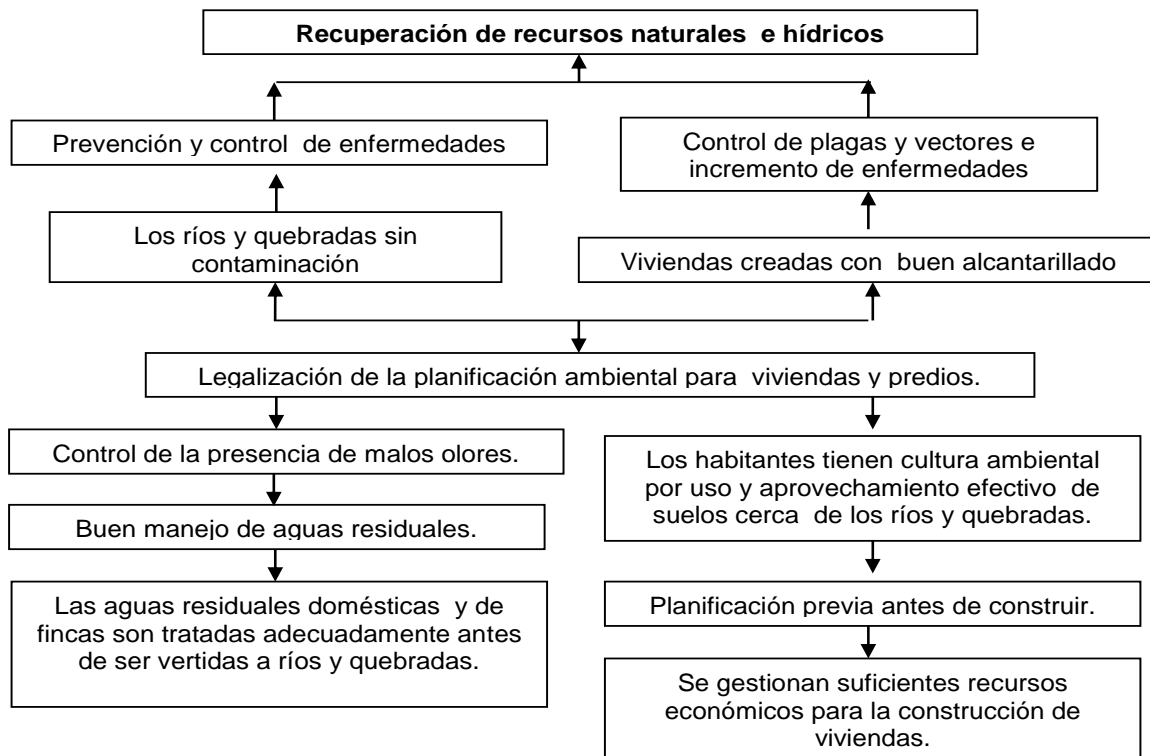 Recuperación de recursos naturales e hídricos
Prevención y control de enfermedades
Control de plagas y vectores e
incremento de enfermedades
Los ríos y quebradas sin
contaminación
Viviendas creadas con buen alcantarillado
Legalización de la planificación ambiental para viviendas y predios.
Control de la presencia de malos olores.
Los habitantes tienen cultura ambiental
por uso y aprovechamiento efectivo de
suelos cerca de los ríos y quebradas.
Buen manejo de aguas residuales.
Las aguas residuales domésticas y de
fincas son tratadas adecuadamente antes
de ser vertidas a ríos y quebradas.
Planificación previa antes de construir.
Se gestionan suficientes recursos
económicos para la construcción de
viviendas.